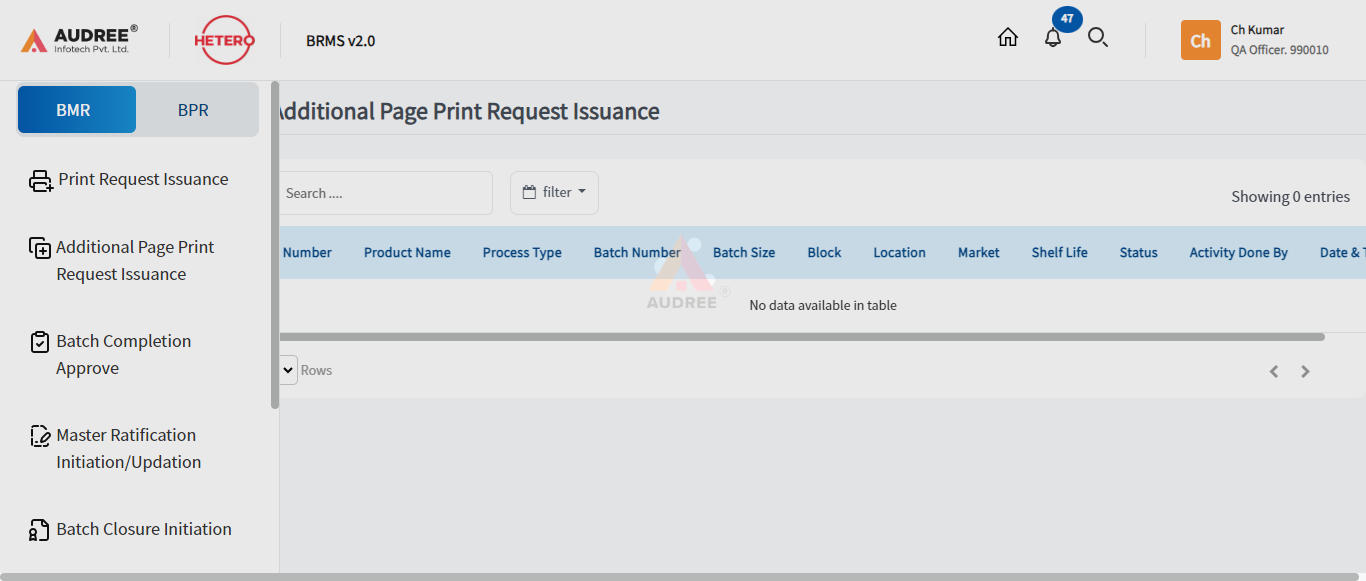 AUDREE®
Infotech Pvt. Ltd.
HETERO
BRMS v2.0
47
Ch
Ch Kumar
QA Officer. 990010
BMR
BPR
Print Request Issuance
Additional Page Print
Request Issuance
Batch Completion
Approve
Master Ratification
Initiation/Updation
Batch Closure Initiation
Additional Page Print Request Issuance
Search ....
filter
Showing 0 entries
Number Product Name Process Type Batch Number Batch Size Block Location Market Shelf Life Status Activity Done By Date & T
AUDREE ®
No data available in table
Rows